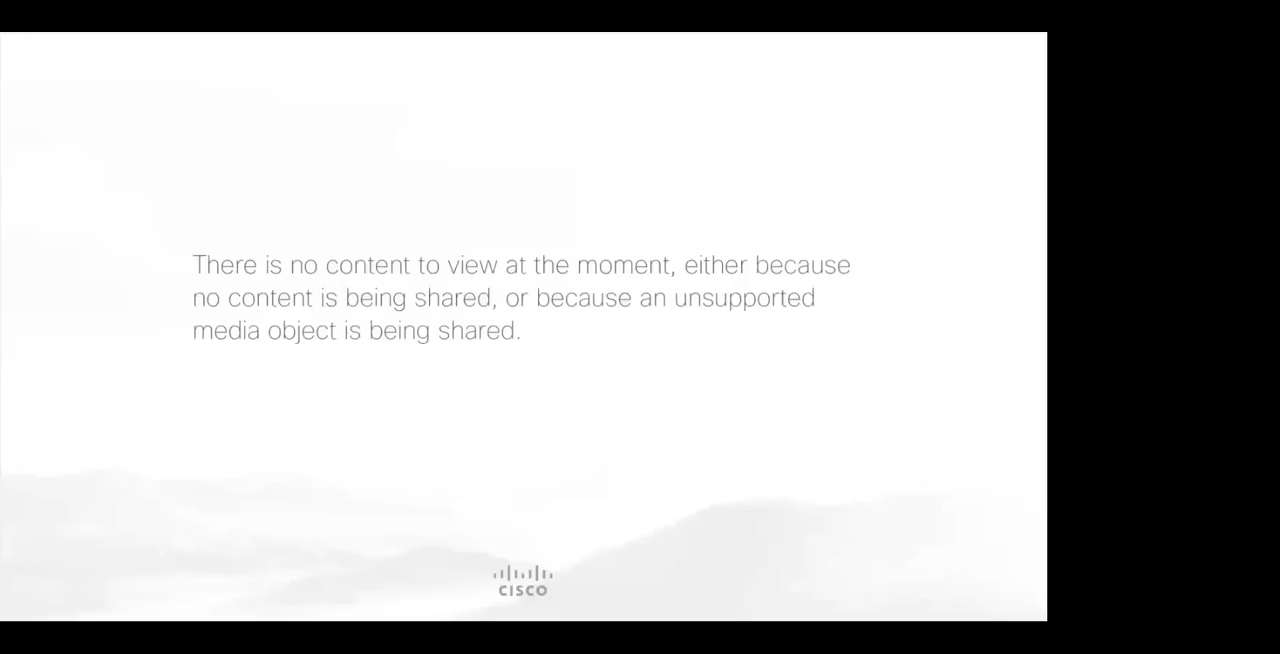 There is no content to view at the moment, either because
no content is being shared, or because an unsupported
media object is being shared.
CISCO